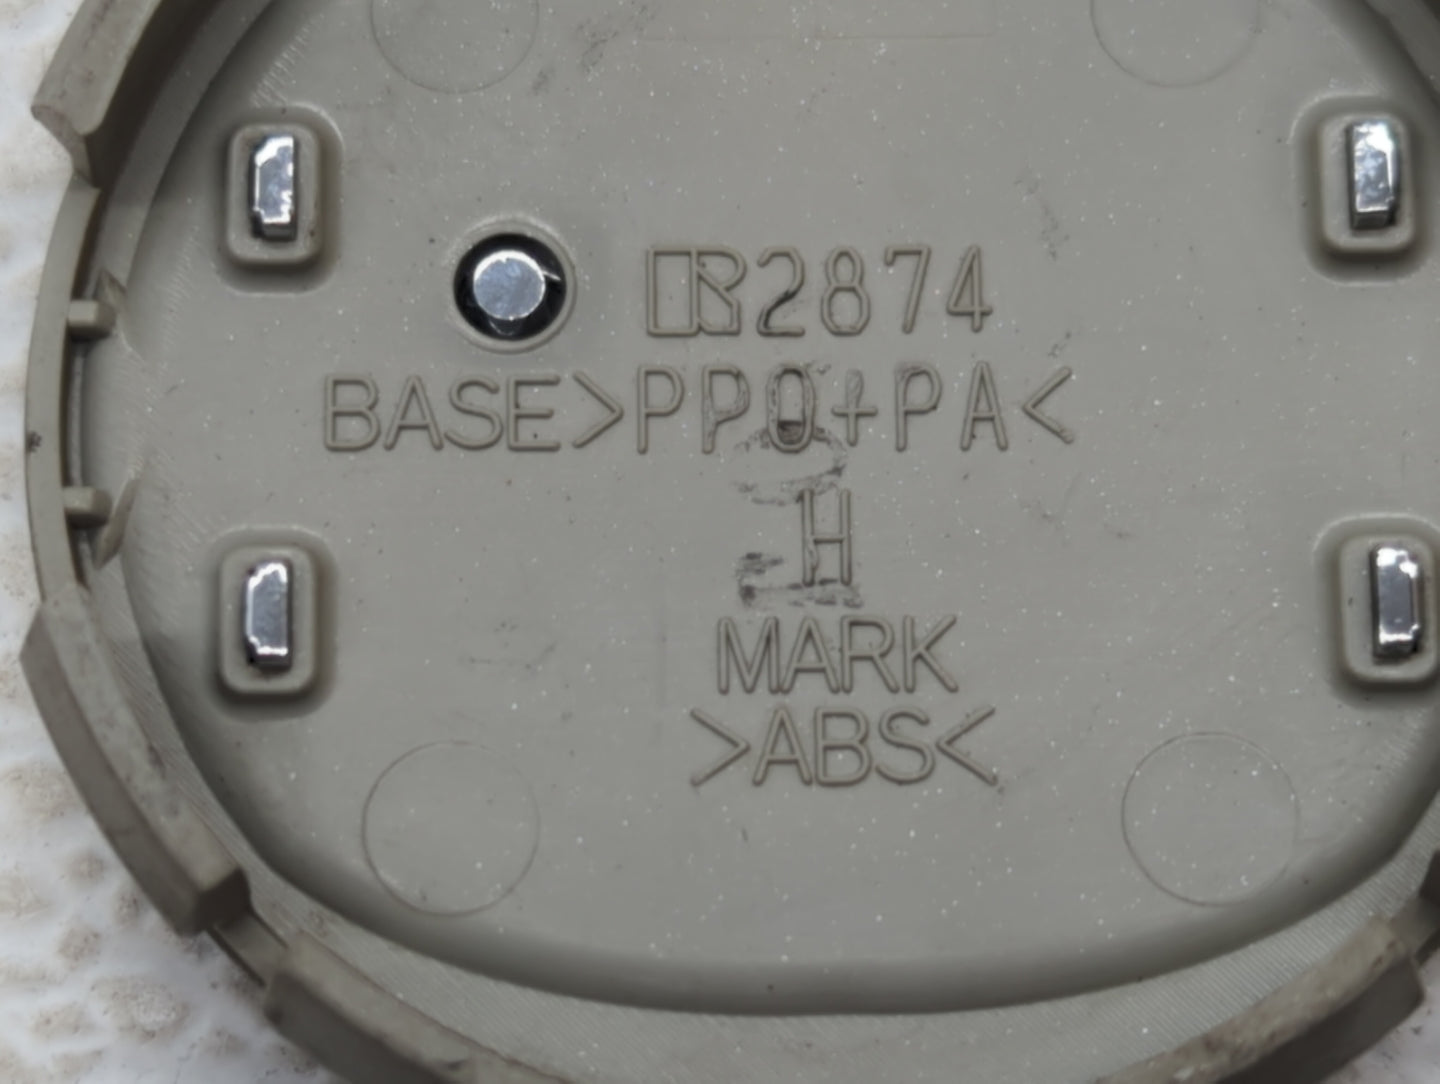 2874
BASE>PPO+PA<
H
MARK
>ABS<